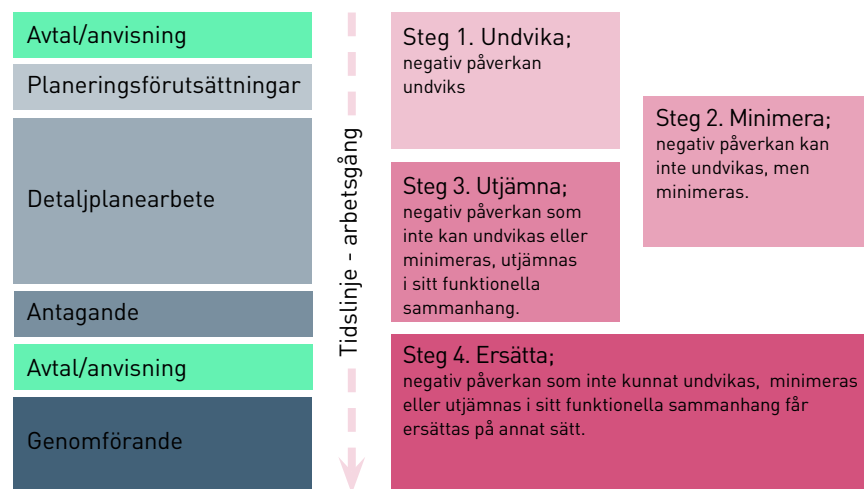 Avtal/anvisning
Planeringsförutsättningar
Detaljplanearbete
Antagande
Avtal/anvisning
Genomförande
Tidslinje - arbetsgång
Steg 1. Undvika;
negativ påverkan
undviks
Steg 2. Minimera;
negativ påverkan kan
inte undvikas, men
minimeras.
Steg 3. Utjämna;
negativ påverkan som
inte kan undvikas eller
minimeras, utjämnas
i sitt funktionella
sammanhang.
Steg 4. Ersätta;
negativ påverkan som inte kunnat undvikas, minimeras
eller utjämnas i sitt funktionella sammanhang får
ersättas på annat sätt.